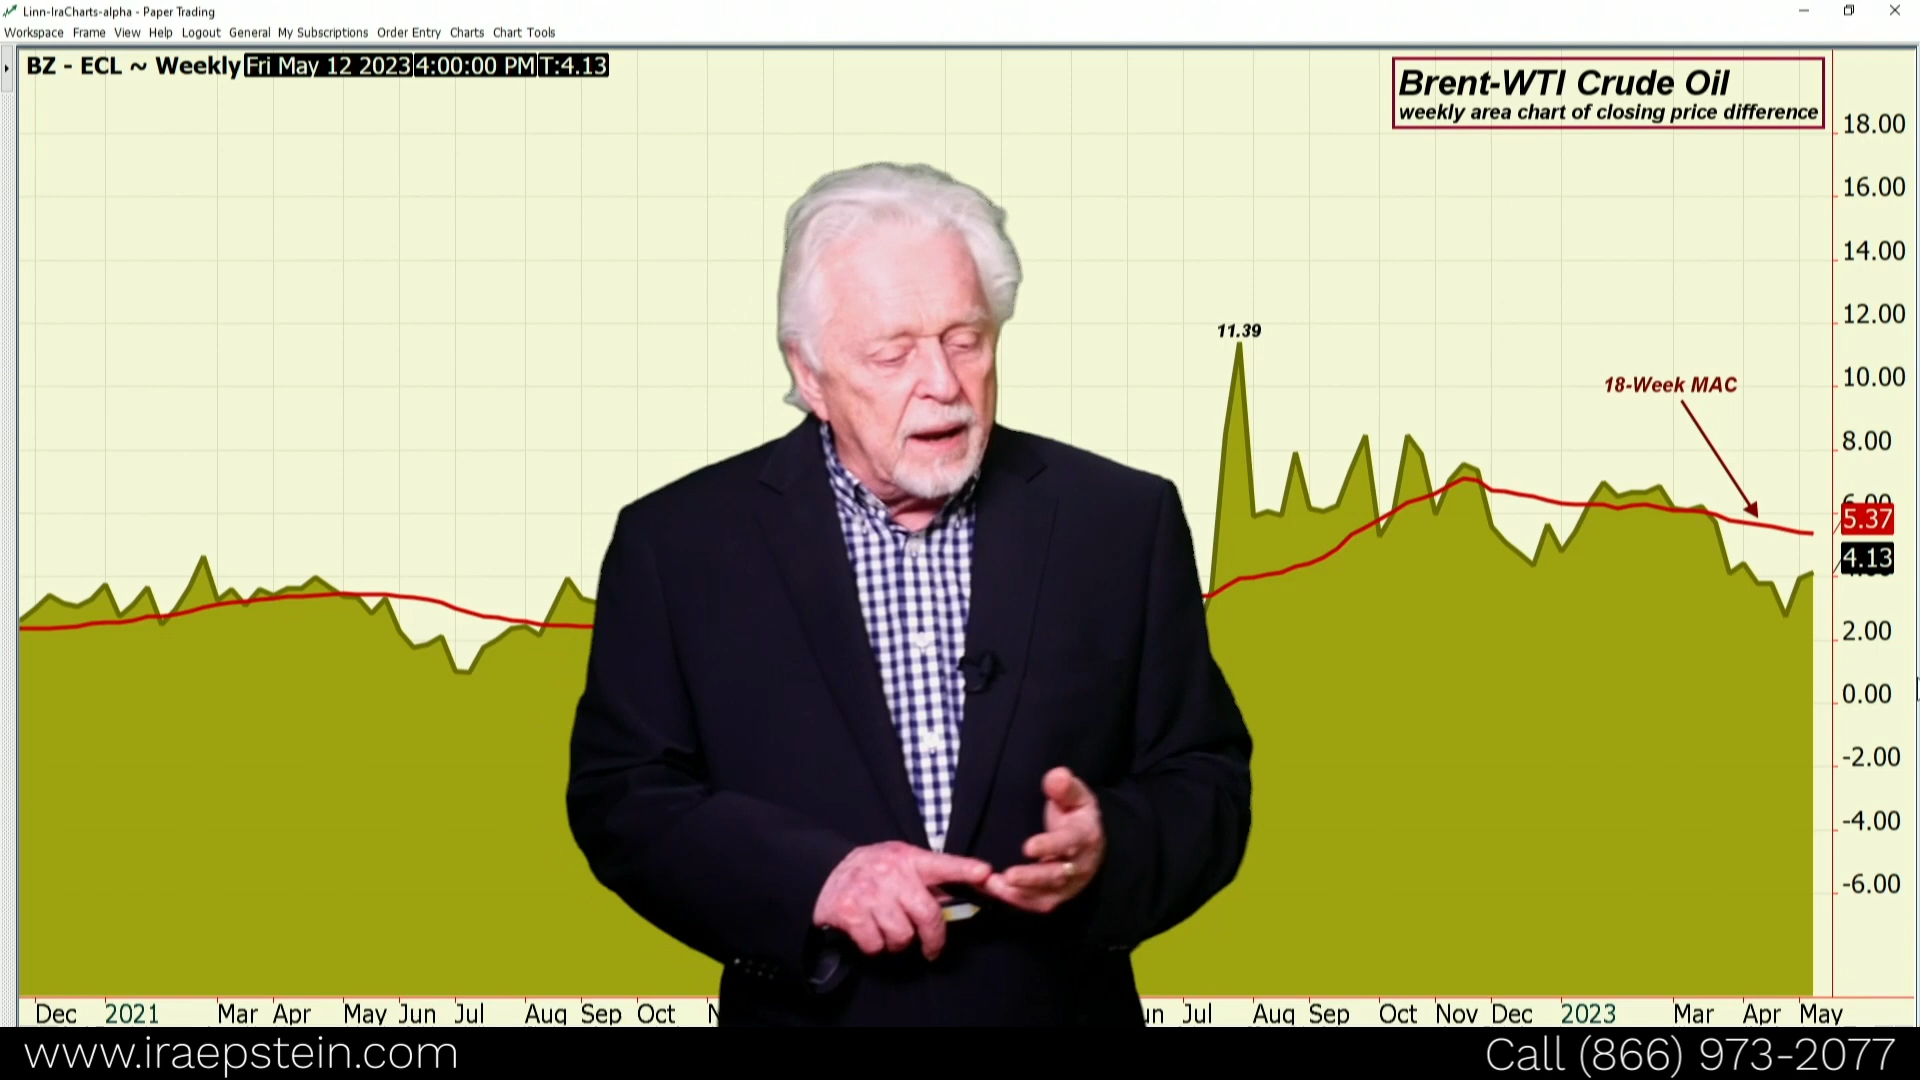 Linn-IraCharts-alpha - Paper Trading
Workspace Frame View Help Logout General My Subscriptions Order Entry Charts Chart Tools
BZ - ECL ~ Weekly Fri May 12 2023 4:00:00 PM T:4.13
Brent-WTI Crude Oil
weekly area chart of closing price difference
18.00
16.00
14.00
12.00
11.39
10.00
18-Week MAC
8.00
6.00
5.37
4.13
2.00
0.00
-2.00
-4.00
-6.00
Dec 2021 Mar Apr May Jun Jul Aug Sep Oct Jul Aug Sep Oct Nov Dec 2023 Mar Apr May
www.iraepstein.com
Call (866) 973-2077